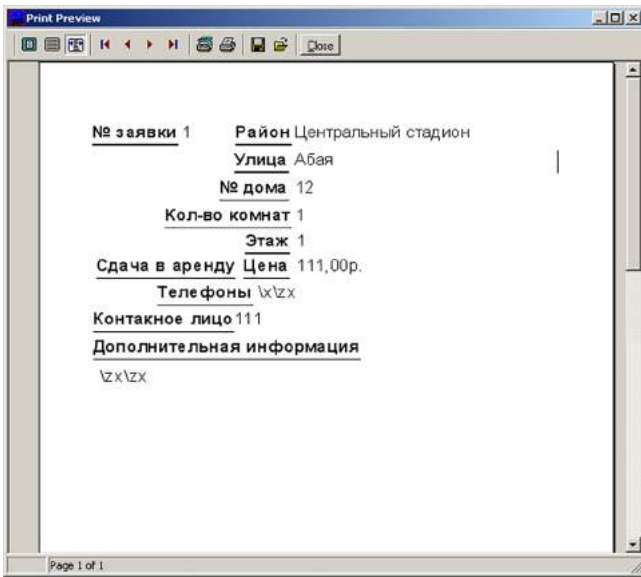 Print Preview
Close
№ заявки 1 Район Центральный стадион
Улица Абая
№ дома 12
Кол-во комнат 1
Этаж 1
Сдача в аренду Цена 111,00р.
Телефоны \x\zx
Контакное лицо 111
Дополнительная информация
\zx\zx
Page 1 of 1